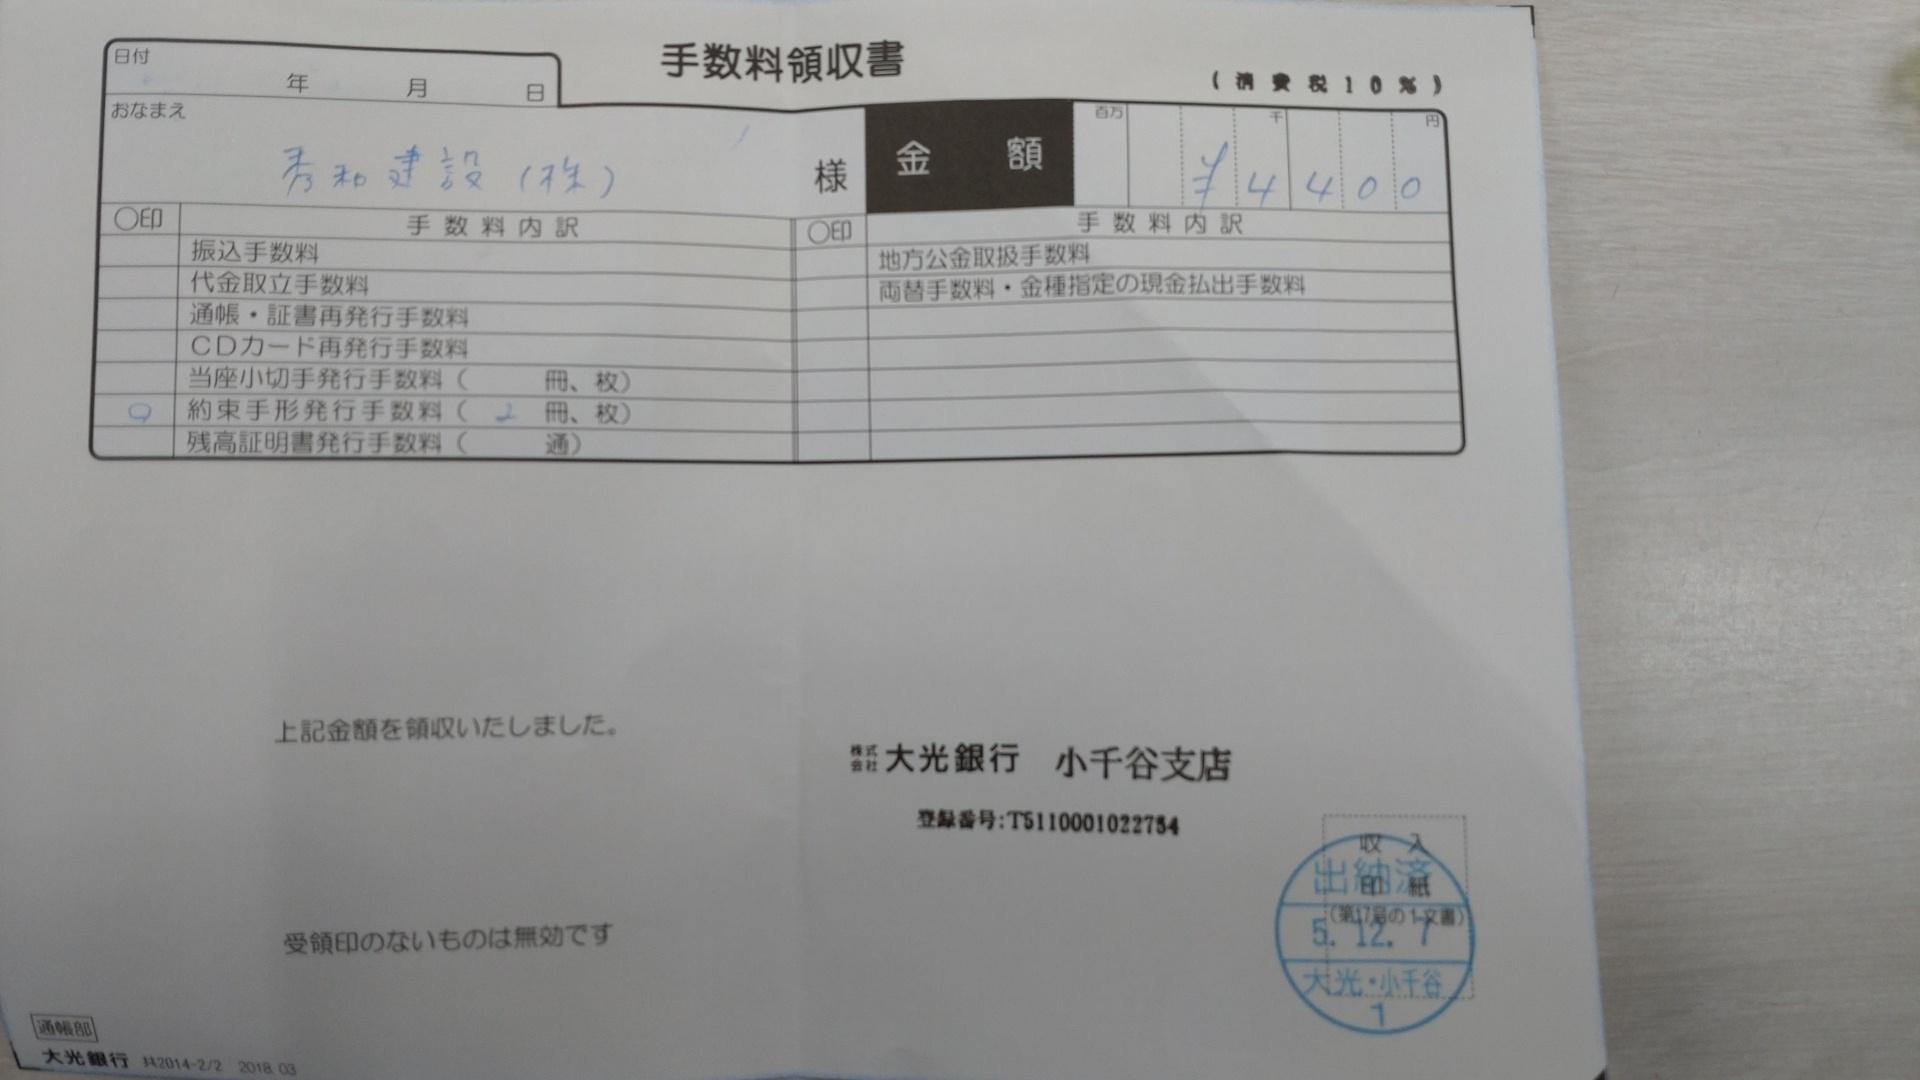 手数料領収書
(消費税10%)
日付
年 月 日
おなまえ
秀和建設(株) 様
金額
百万 千 円
¥4400
○印 手数料内訳
振込手数料
代金取立手数料
通帳・証書再発行手数料
CDカード再発行手数料
当座小切手発行手数料( 冊、枚)
○ 約束手形発行手数料( 2 冊、枚)
残高証明書発行手数料( 通)
○印 手数料内訳
地方公金取扱手数料
両替手数料・金種指定の現金払出手数料
上記金額を領収いたしました。
株式会社 大光銀行 小千谷支店
登録番号:T5110001022754
受領印のないものは無効です
収入
印紙
(第17号の1文書)
出納済
5.12.7
大光・小千谷
1
通帳部
大光銀行 共2014-2/2 2018.03